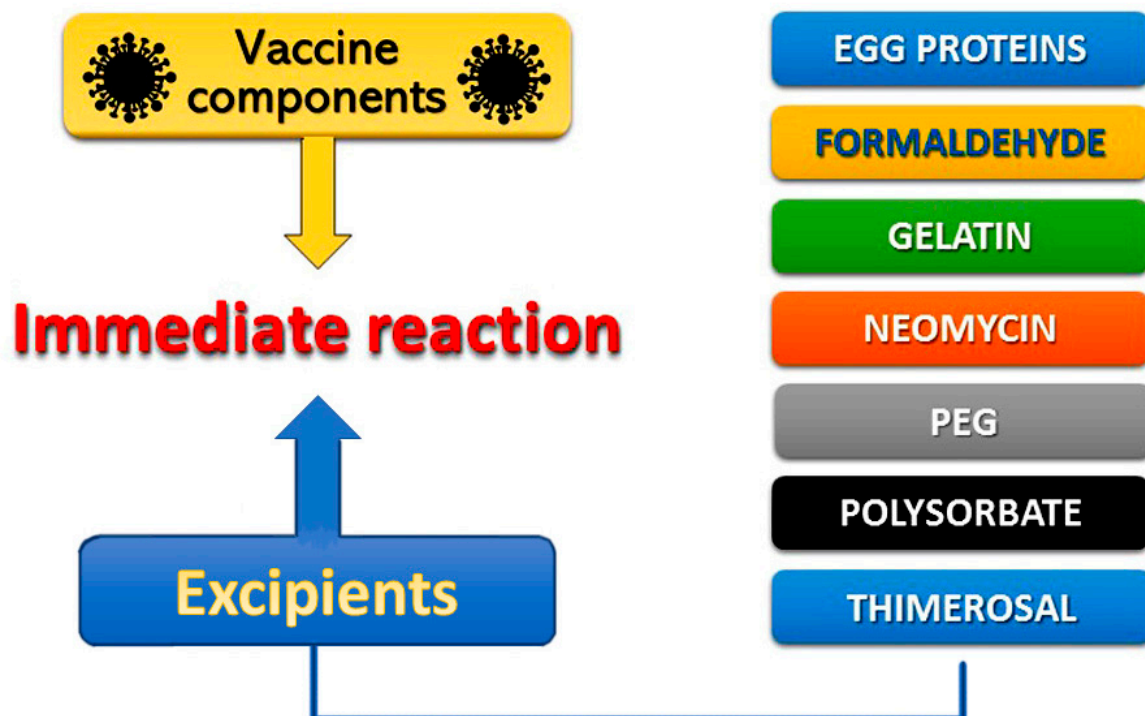 Vaccine
components
Immediate reaction
Excipients
EGG PROTEINS
FORMALDEHYDE
GELATIN
NEOMYCIN
PEG
POLYSORBATE
THIMEROSAL